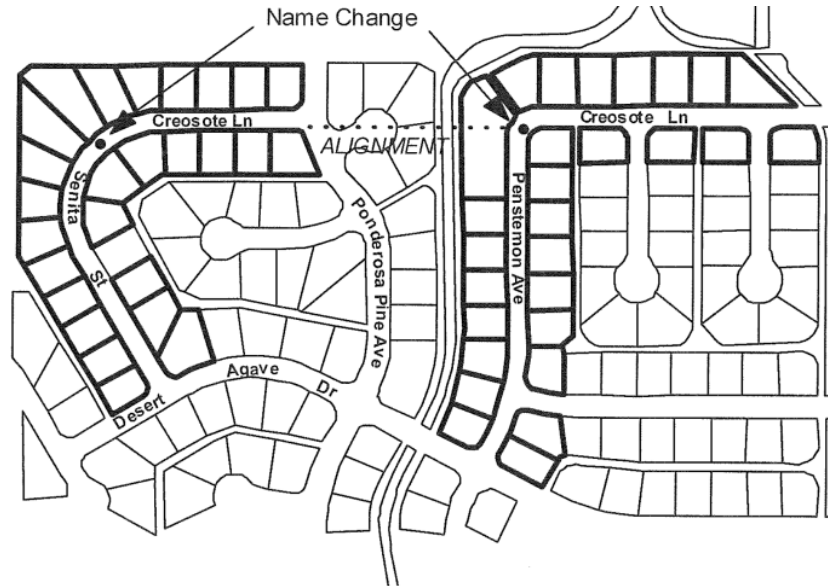 Name Change
Creosote Ln
Creosote Ln
ALIGNMENT
Senita
St
Ponderosa Pine Ave
Penstemon Ave
Desert
Agave
Dr